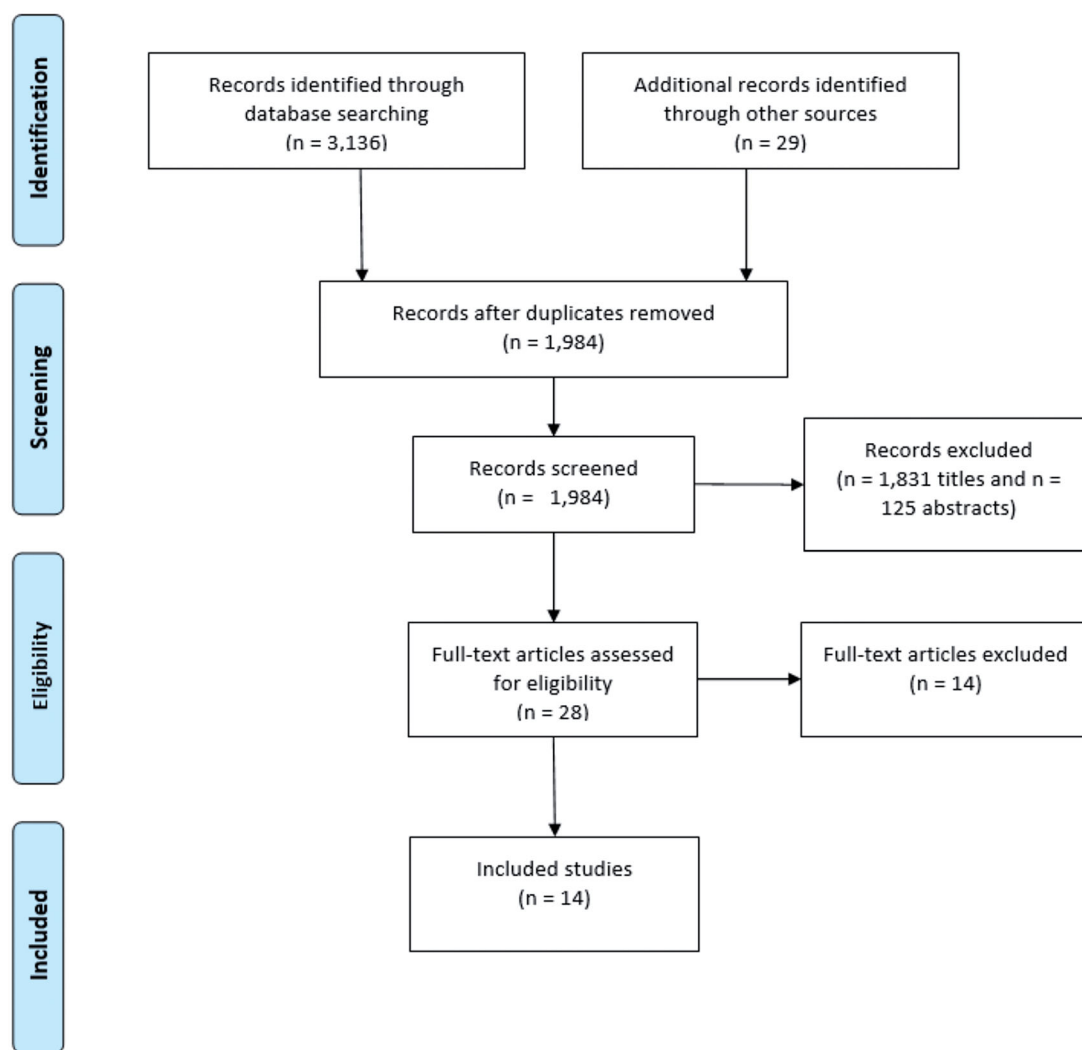 Identification
Records identified through
database searching
(n = 3,136)
Additional records identified
through other sources
(n = 29)
Screening
Records after duplicates removed
(n = 1,984)
Records screened
(n = 1,984)
Records excluded
(n = 1,831 titles and n =
125 abstracts)
Eligibility
Full-text articles assessed
for eligibility
(n = 28)
Full-text articles excluded
(n = 14)
Included
Included studies
(n = 14)